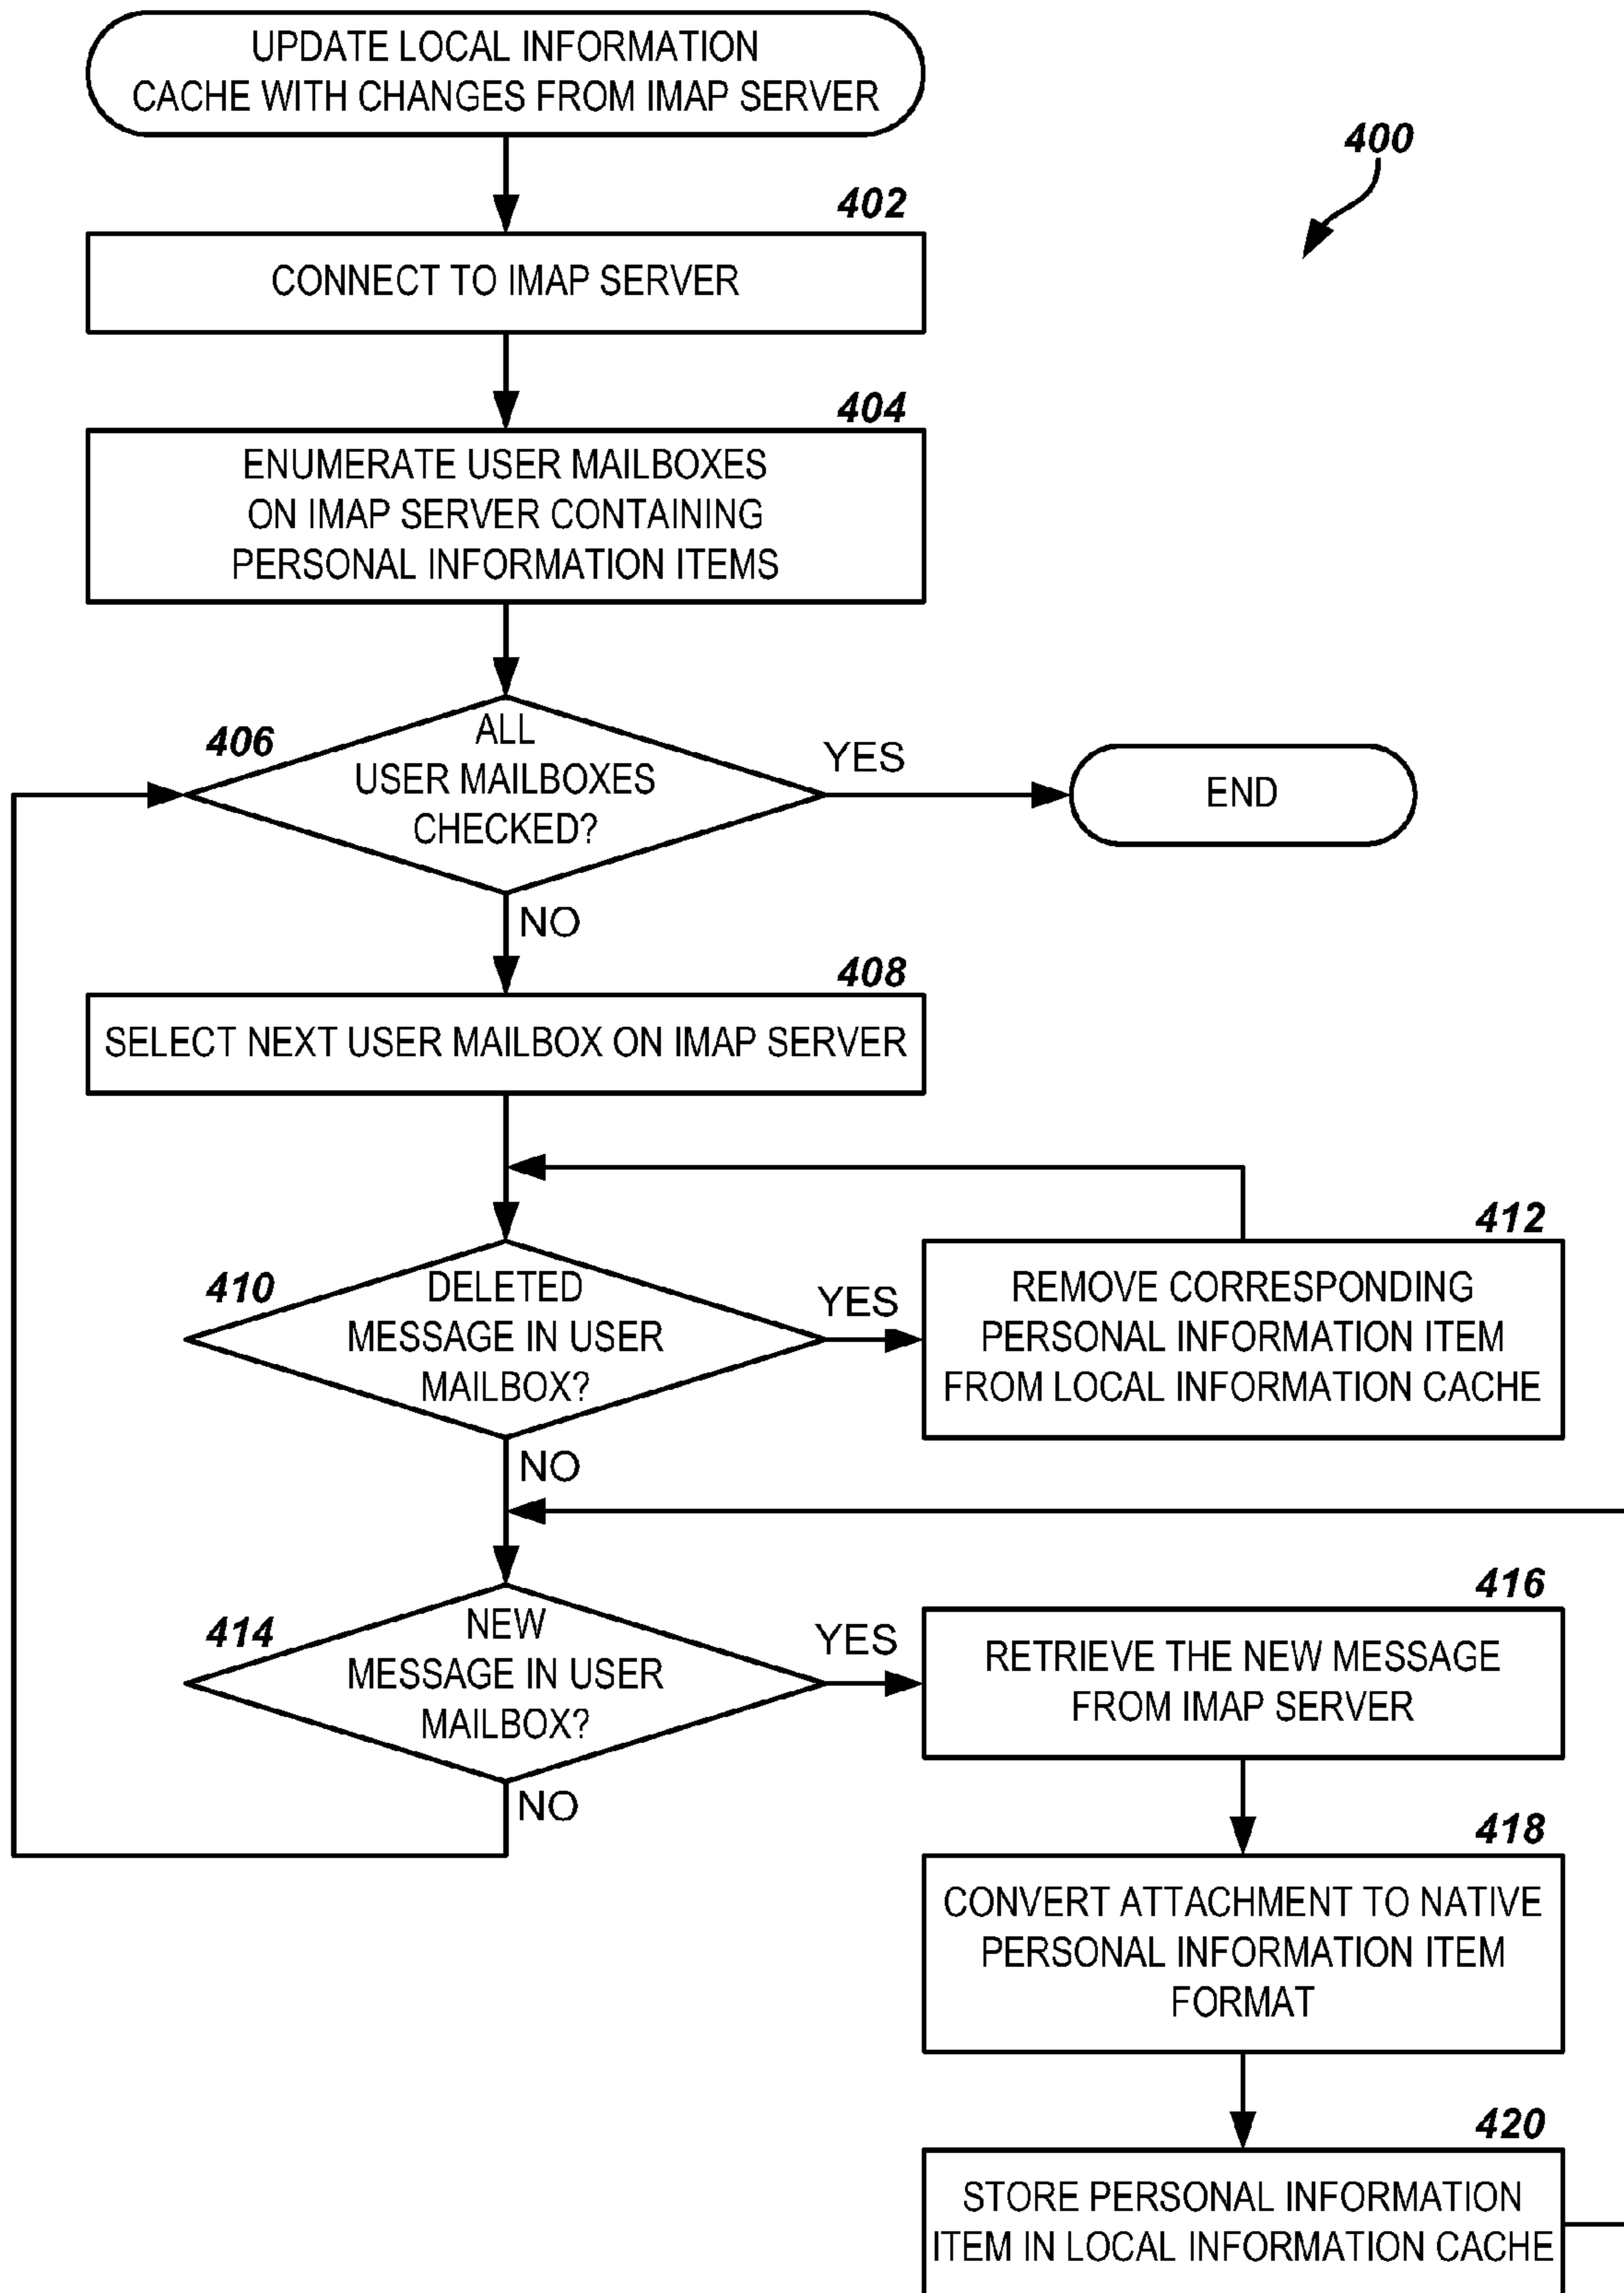 UPDATE LOCAL INFORMATION
CACHE WITH CHANGES FROM IMAP SERVER
400
402
CONNECT TO IMAP SERVER
404
ENUMERATE USER MAILBOXES
ON IMAP SERVER CONTAINING
PERSONAL INFORMATION ITEMS
406
ALL
USER MAILBOXES
CHECKED?
YES
END
NO
408
SELECT NEXT USER MAILBOX ON IMAP SERVER
410
DELETED
MESSAGE IN USER
MAILBOX?
YES
412
REMOVE CORRESPONDING
PERSONAL INFORMATION ITEM
FROM LOCAL INFORMATION CACHE
NO
414
NEW
MESSAGE IN USER
MAILBOX?
YES
416
RETRIEVE THE NEW MESSAGE
FROM IMAP SERVER
NO
418
CONVERT ATTACHMENT TO NATIVE
PERSONAL INFORMATION ITEM
FORMAT
420
STORE PERSONAL INFORMATION
ITEM IN LOCAL INFORMATION CACHE